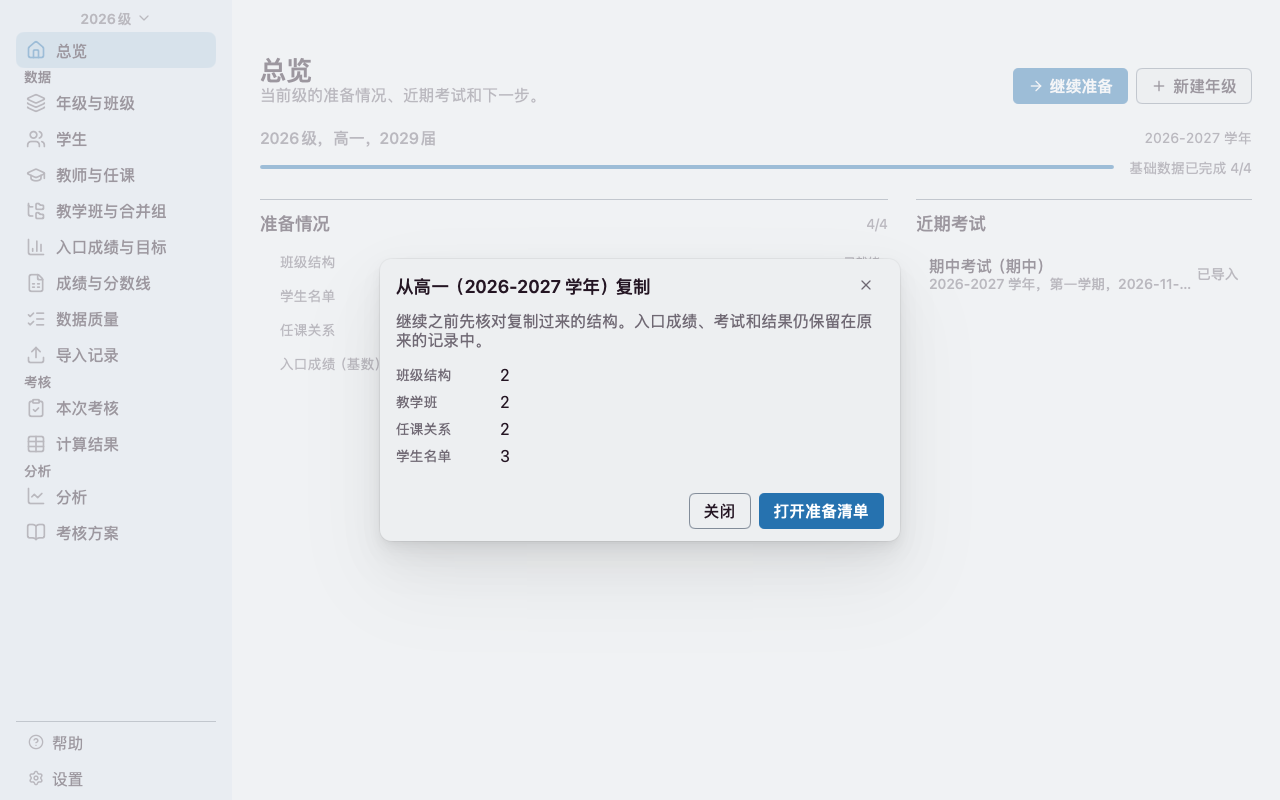 2026级
总览
数据
年级与班级
学生
教师与任课
教学班与合并组
入口成绩与目标
成绩与分数线
数据质量
导入记录
考核
本次考核
计算结果
分析
分析
考核方案
帮助
设置
总览
当前级的准备情况、近期考试和下一步。
继续准备
新建年级
2026级，高一，2029届
2026-2027 学年
基础数据已完成 4/4
准备情况
4/4
班级结构
学生名单
任课关系
入口成绩（基数）
近期考试
期中考试（期中）
2026-2027 学年，第一学期，2026-11-...
已导入
从高一（2026-2027 学年）复制
继续之前先核对复制过来的结构。入口成绩、考试和结果仍保留在原
来的记录中。
班级结构 2
教学班 2
任课关系 2
学生名单 3
关闭
打开准备清单